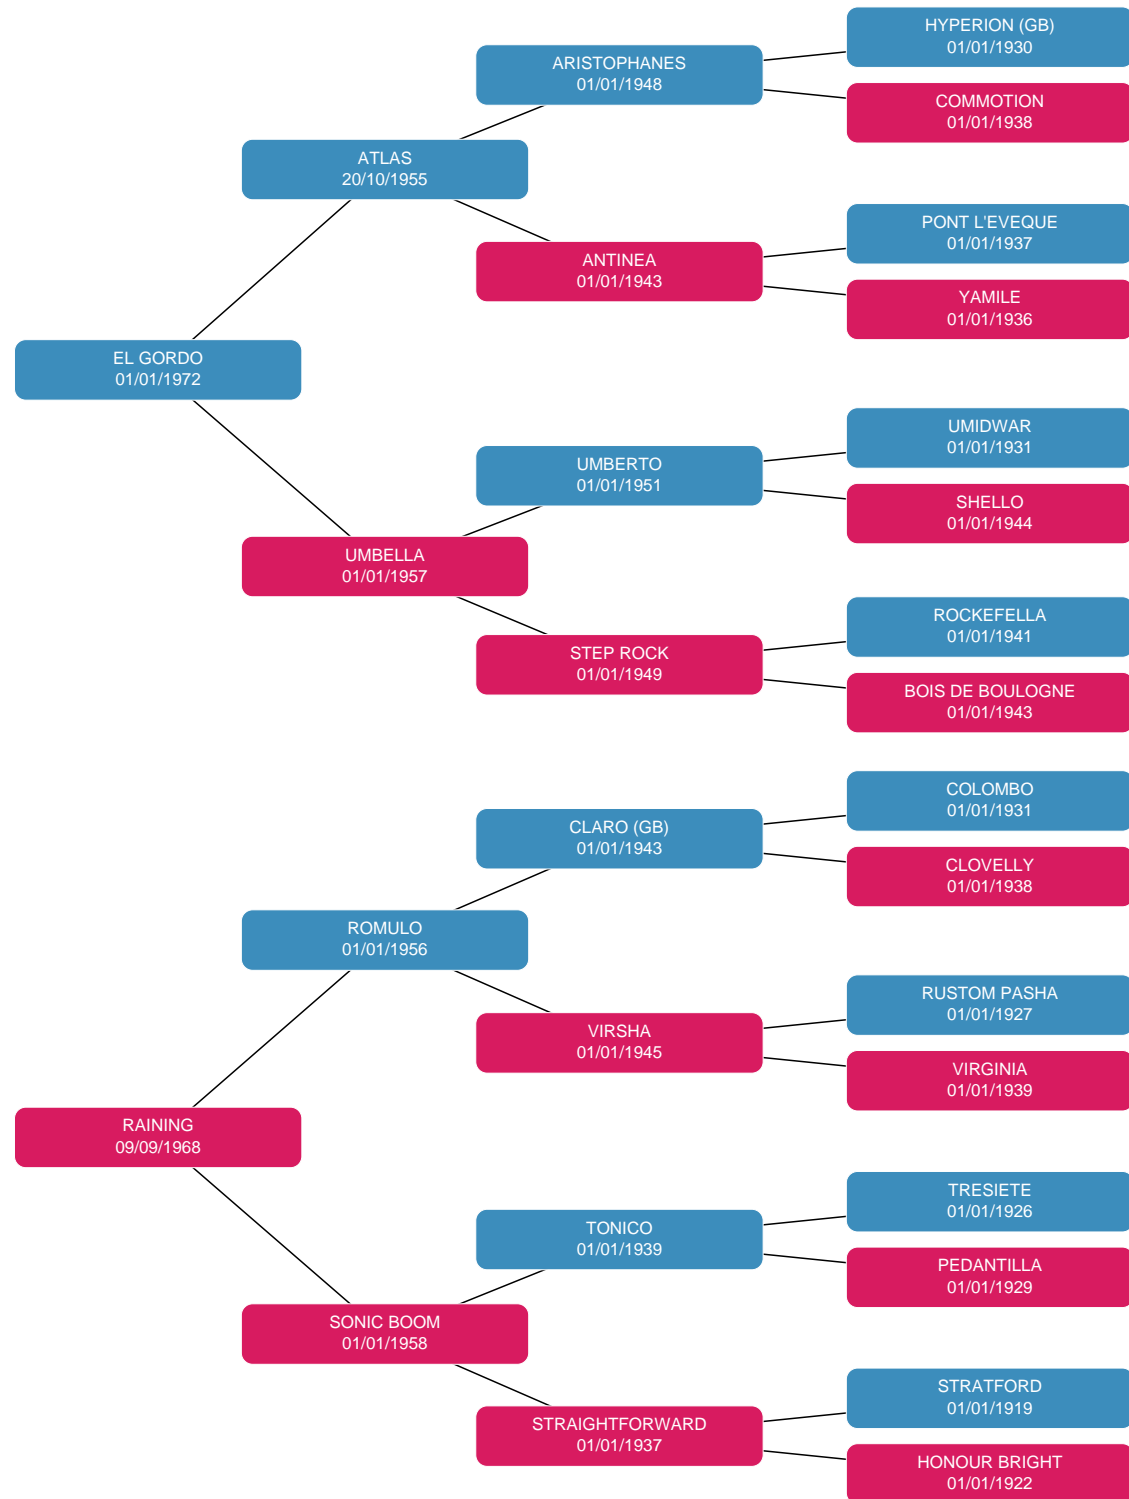 HYPERION (GB)
01/01/1930
ARISTOPHANES
01/01/1948
COMMOTION
01/01/1938
ATLAS
20/10/1955
PONT L'EVEQUE
01/01/1937
ANTINEA
01/01/1943
YAMILE
01/01/1936
EL GORDO
01/01/1972
UMIDWAR
01/01/1931
UMBERTO
01/01/1951
SHELLO
01/01/1944
UMBELLA
01/01/1957
ROCKEFELLA
01/01/1941
STEP ROCK
01/01/1949
BOIS DE BOULOGNE
01/01/1943
COLOMBO
01/01/1931
CLARO (GB)
01/01/1943
CLOVELLY
01/01/1938
ROMULO
01/01/1956
RUSTOM PASHA
01/01/1927
VIRSHA
01/01/1945
VIRGINIA
01/01/1939
RAINING
09/09/1968
TRESIETE
01/01/1926
TONICO
01/01/1939
PEDANTILLA
01/01/1929
SONIC BOOM
01/01/1958
STRATFORD
01/01/1919
STRAIGHTFORWARD
01/01/1937
HONOUR BRIGHT
01/01/1922